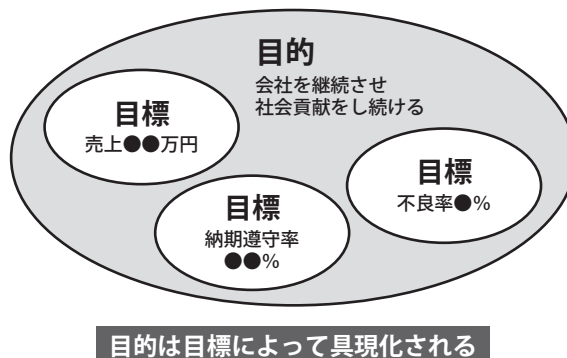 目的
会社を継続させ
社会貢献をし続ける
目標
売上●●万円
目標
不良率●%
目標
納期遵守率
●●%
目的は目標によって具現化される